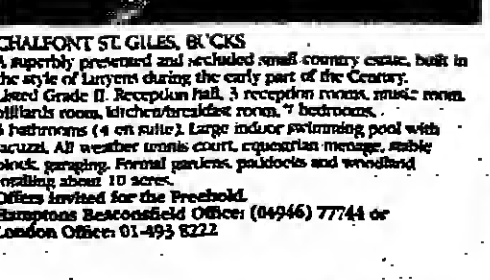 CHALFONT ST. GILES, BUCKS
A superbly presented and secluded small country estate, built in
the style of Lutyens during the early part of the Century.
Listed Grade II. Reception hall, 3 reception rooms, music room,
billiards room, kitchen/breakfast room, 7 bedrooms,
5 bathrooms (4 en suite). Large indoor swimming pool with
jacuzzi. All weather tennis court, equestrian menage, stable
block, garaging. Formal gardens, paddocks and woodland
totalling about 10 acres.
Offers invited for the Freehold.
Hamptons Beaconsfield Office: (04946) 77744 or
London Office: 01-493 8222